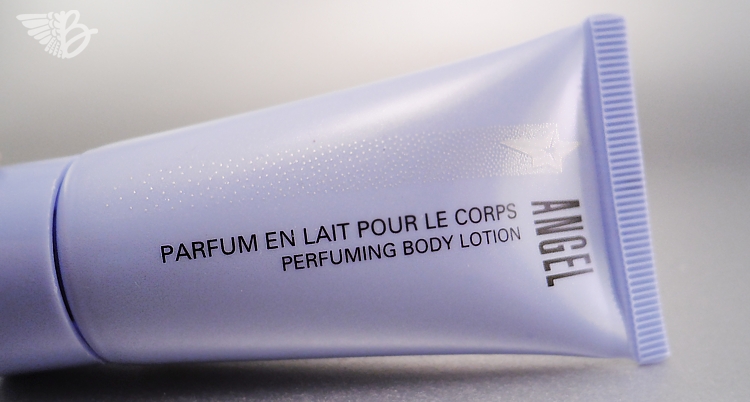 PARFUM EN LAIT POUR LE CORPS
PERFUMING BODY LOTION
ANGEL